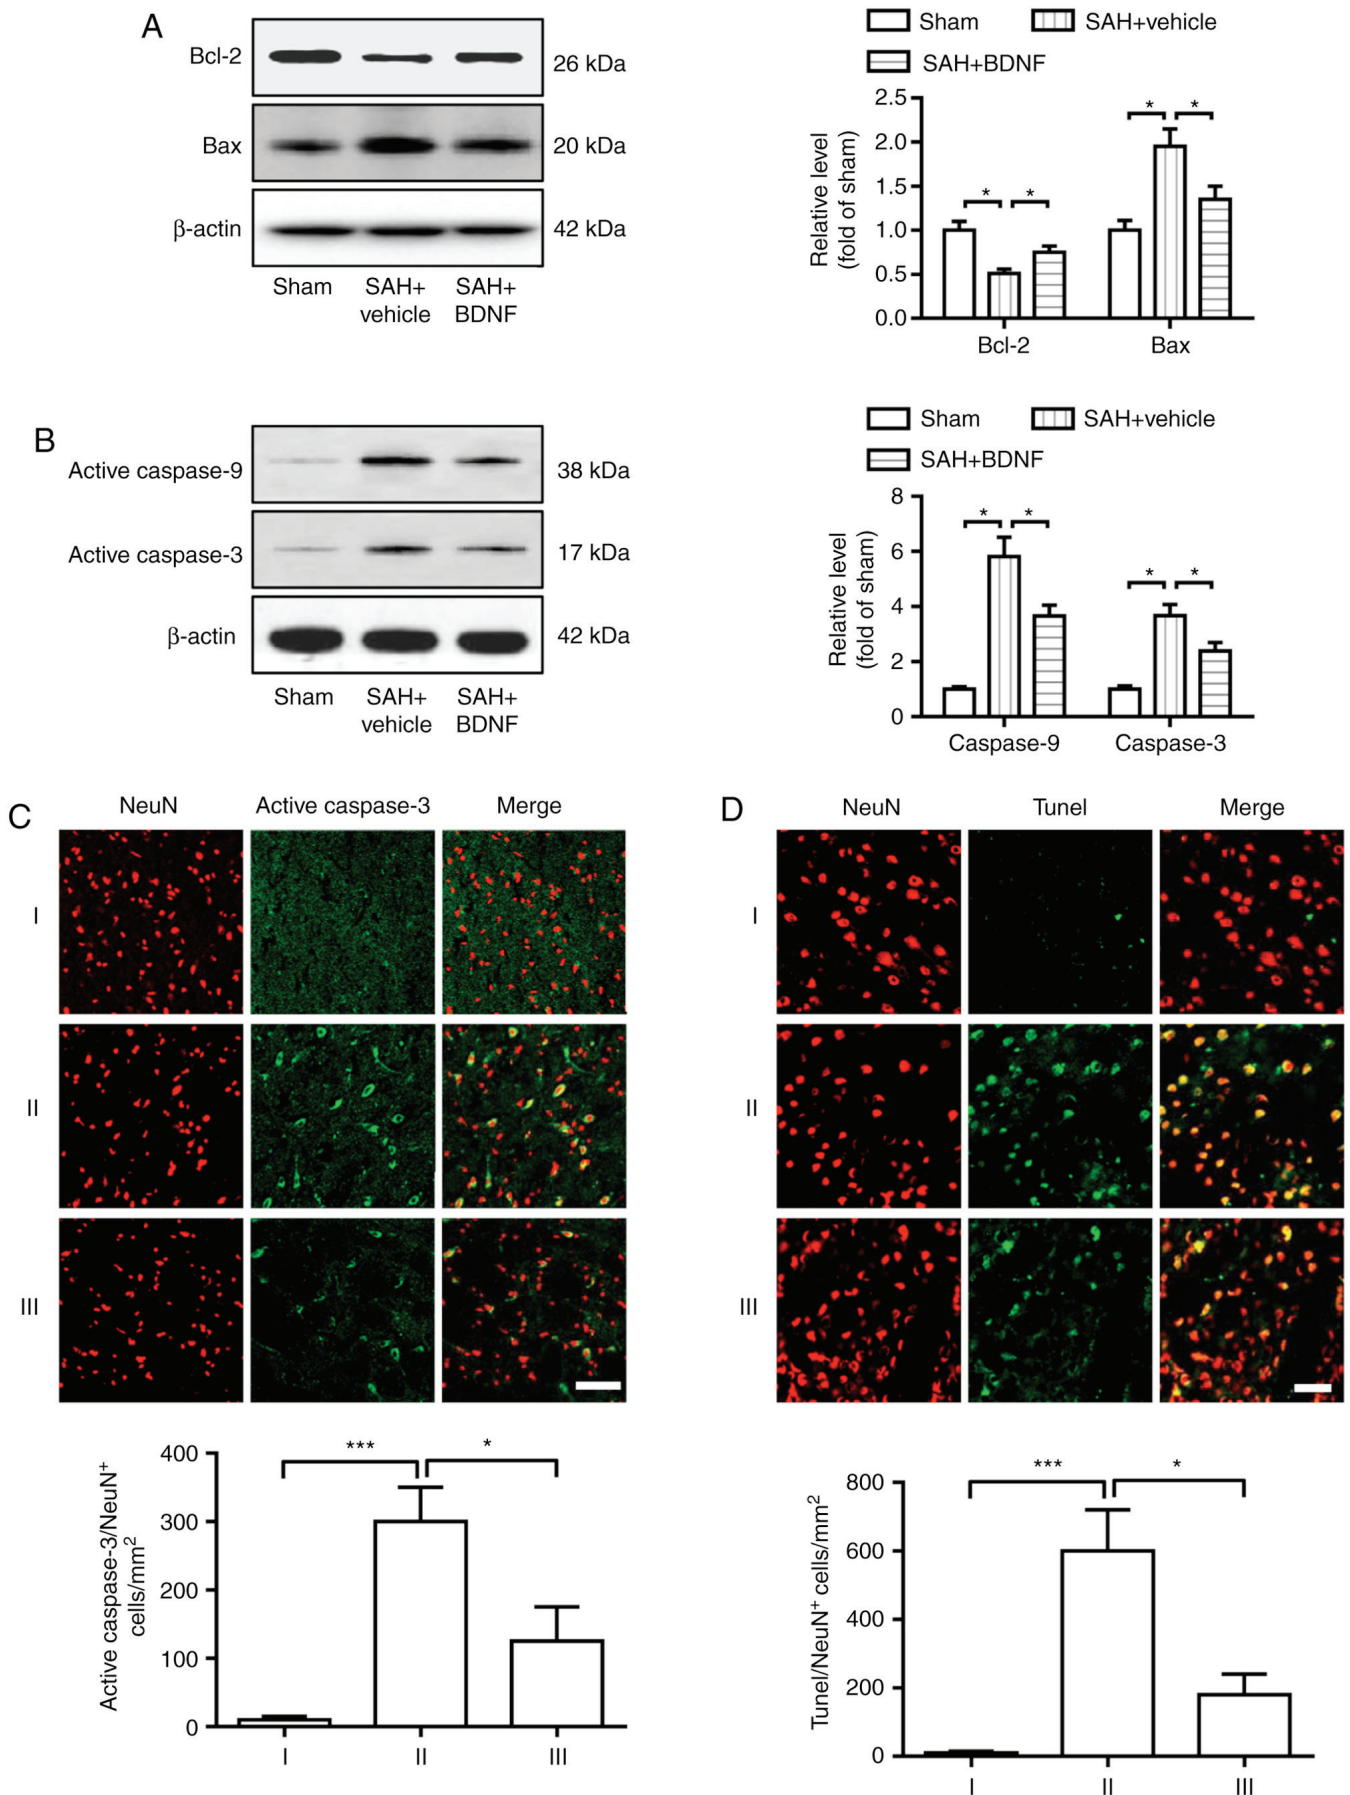 A
Bcl-2
26 kDa
Bax
20 kDa
β-actin
42 kDa
Sham
SAH+
vehicle
SAH+
BDNF
Sham
SAH+vehicle
SAH+BDNF
Relative level
(fold of sham)
2.5
2.0
1.5
1.0
0.5
0.0
*
*
*
*
Bcl-2
Bax
B
Active caspase-9
38 kDa
Active caspase-3
17 kDa
β-actin
42 kDa
Sham
SAH+
vehicle
SAH+
BDNF
Sham
SAH+vehicle
SAH+BDNF
Relative level
(fold of sham)
8
6
4
2
0
*
*
*
*
Caspase-9
Caspase-3
C
NeuN
Active caspase-3
Merge
I
II
III
Active caspase-3/NeuN⁺
cells/mm²
400
300
200
100
0
***
*
I
II
III
D
NeuN
Tunel
Merge
I
II
III
Tunel/NeuN⁺ cells/mm²
800
600
400
200
0
***
*
I
II
III